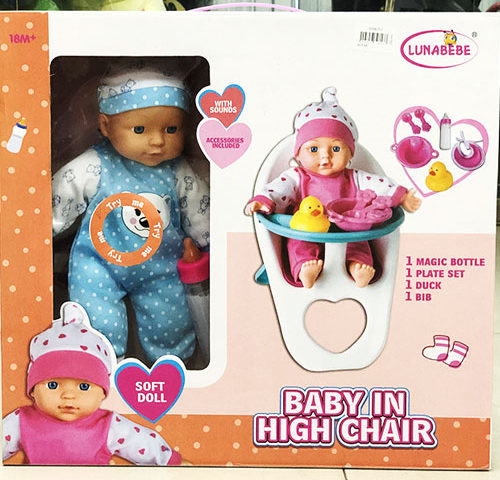 18M+
LUNABEBE
WITH
SOUNDS
ACCESSORIES
INCLUDED
Try me
Try me
Try me
1 MAGIC BOTTLE
1 PLATE SET
1 DUCK
1 BIB
SOFT
DOLL
BABY IN
HIGH CHAIR